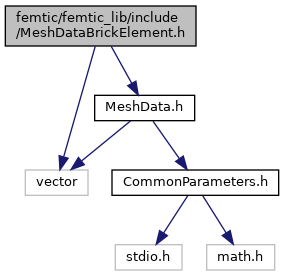 femtic/femtic_lib/include
/MeshDataBrickElement.h
MeshData.h
vector
CommonParameters.h
stdio.h
math.h